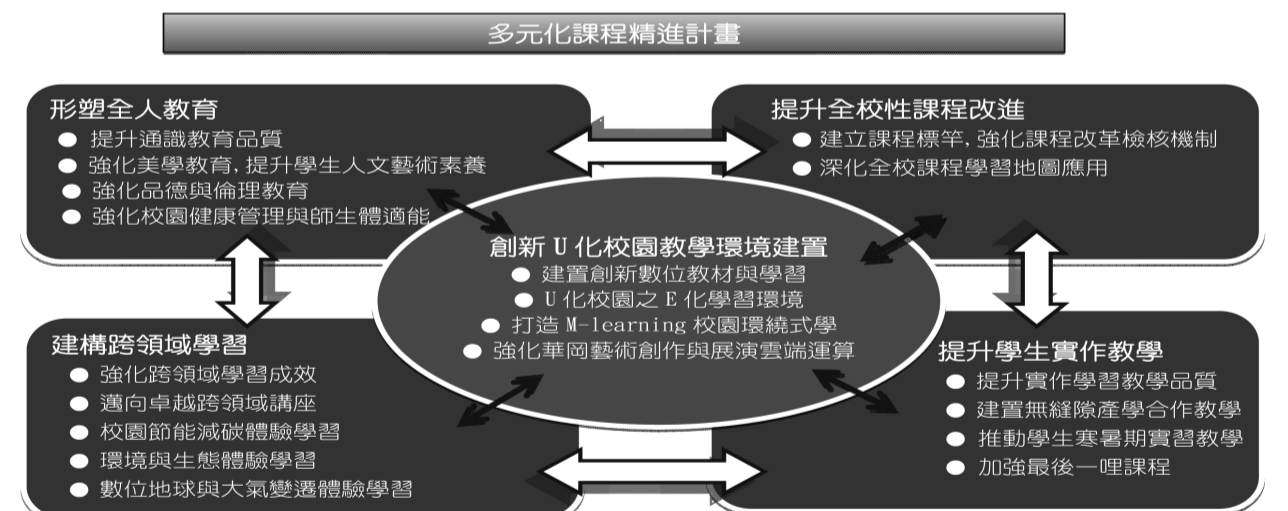 多元化課程精進計畫
形塑全人教育
● 提升通識教育品質
● 強化美學教育,提升學生人文藝術素養
● 強化品德與倫理教育
● 強化校園健康管理與師生體適能
提升全校性課程改進
● 建立課程標竿,強化課程改革檢核機制
● 深化全校課程學習地圖應用
創新 U 化校園教學環境建置
● 建置創新數位教材與學習
● U 化校園之 E 化學習環境
● 打造 M-learning 校園環繞式學
● 強化華岡藝術創作與展演雲端運算
建構跨領域學習
● 強化跨領域學習成效
● 邁向卓越跨領域講座
● 校園節能減碳體驗學習
● 環境與生態體驗學習
● 數位地球與大氣變遷體驗學習
提升學生實作教學
● 提升實作學習教學品質
● 建置無縫隙產學合作教學
● 推動學生寒暑期實習教學
● 加強最後一哩課程